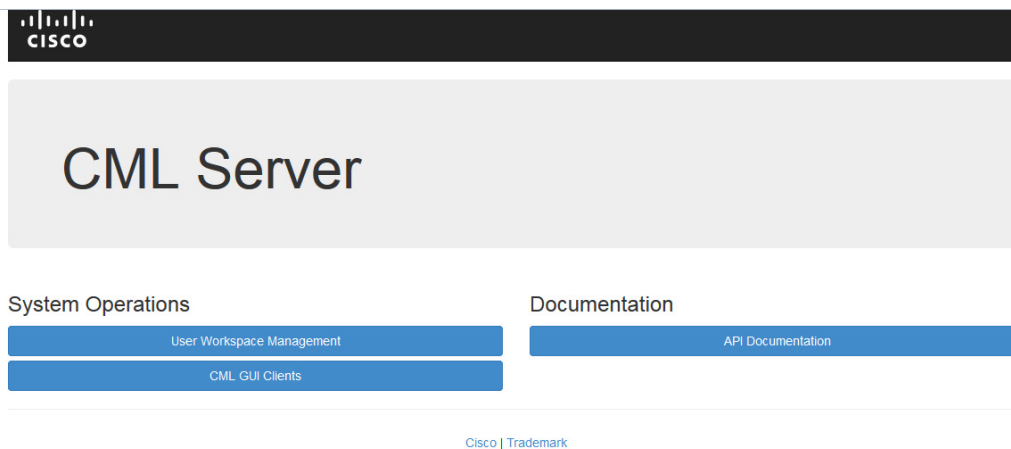 CISCO
CML Server
System Operations
User Workspace Management
CML GUI Clients
Documentation
API Documentation
Cisco | Trademark